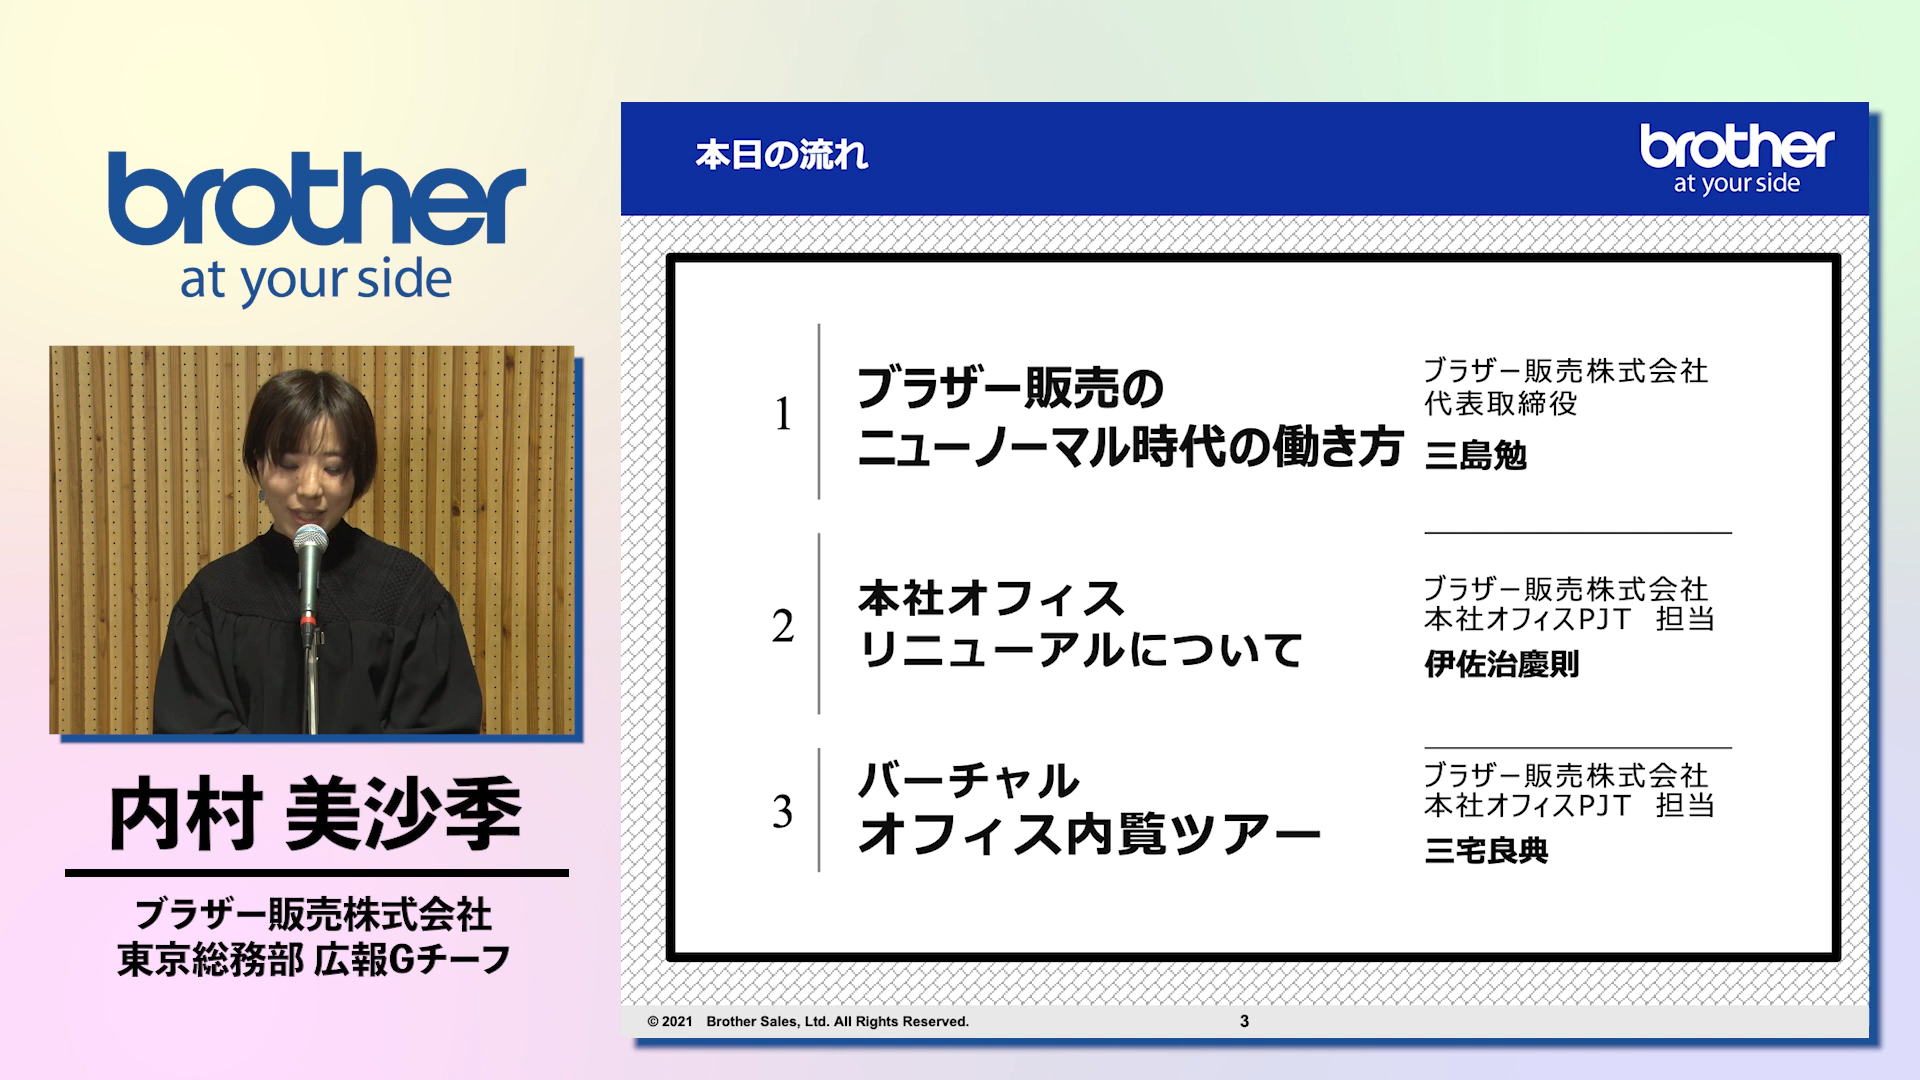 brother
at your side
内村 美沙季
ブラザー販売株式会社
東京総務部 広報Gチーフ
本日の流れ
brother
at your side
1
ブラザー販売の
ニューノーマル時代の働き方
ブラザー販売株式会社
代表取締役
三島勉
2
本社オフィス
リニューアルについて
ブラザー販売株式会社
本社オフィスPJT　担当
伊佐治慶則
3
バーチャル
オフィス内覧ツアー
ブラザー販売株式会社
本社オフィスPJT　担当
三宅良典
© 2021 Brother Sales, Ltd. All Rights Reserved.
3